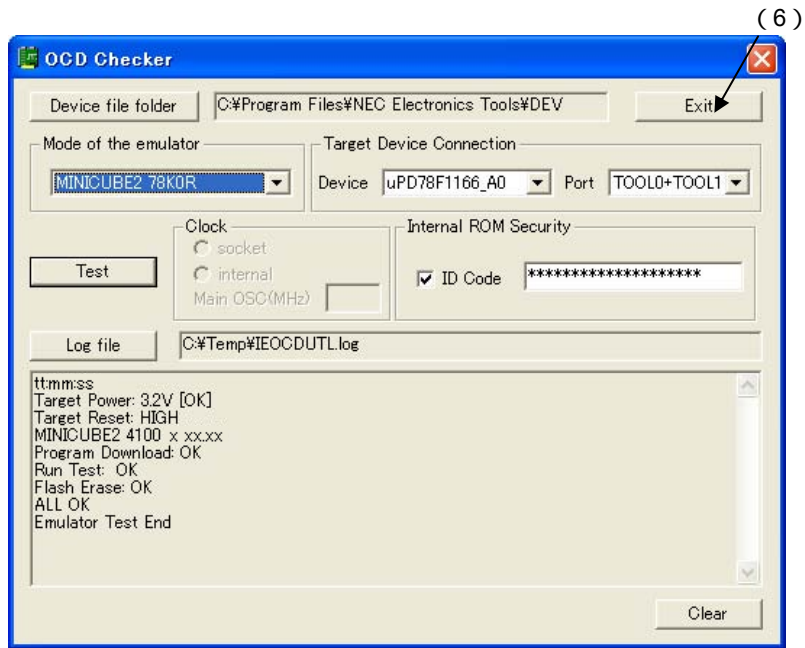 (6)
OCD Checker
Device file folder C:¥Program Files¥NEC Electronics Tools¥DEV Exit
Mode of the emulator Target Device Connection
MINICUBE2 78K0R Device uPD78F1166_A0 Port TOOL0+TOOL1
Clock Internal ROM Security
socket
Test internal ID Code ********************
Main OSC(MHz)
Log file C:¥Temp¥IEOCDUTL.log
tt:mm:ss
Target Power: 3.2V [OK]
Target Reset: HIGH
MINICUBE2 4100 x xx.xx
Program Download: OK
Run Test: OK
Flash Erase: OK
ALL OK
Emulator Test End
Clear